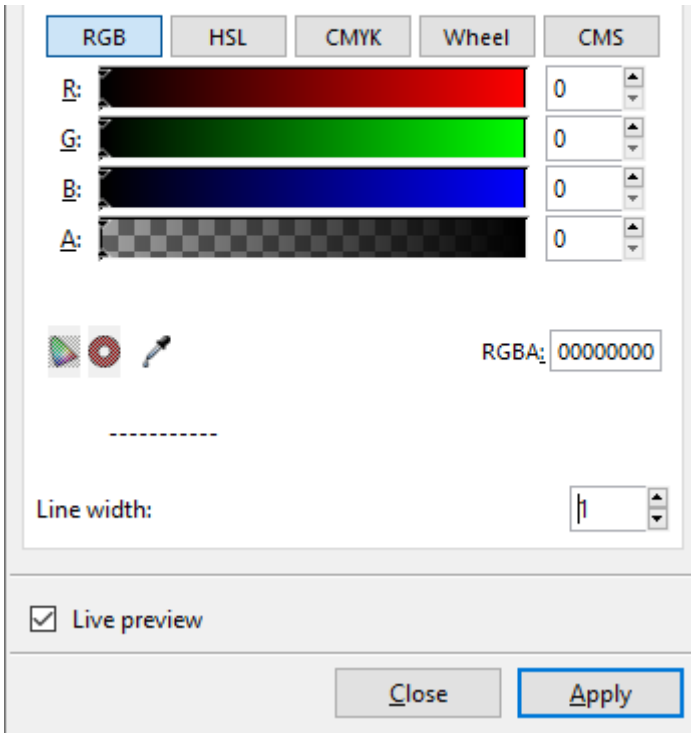 RGB HSL CMYK Wheel CMS
R: 0
G: 0
B: 0
A: 0
RGBA: 00000000
-----------
Line width: 1
Live preview
Close Apply